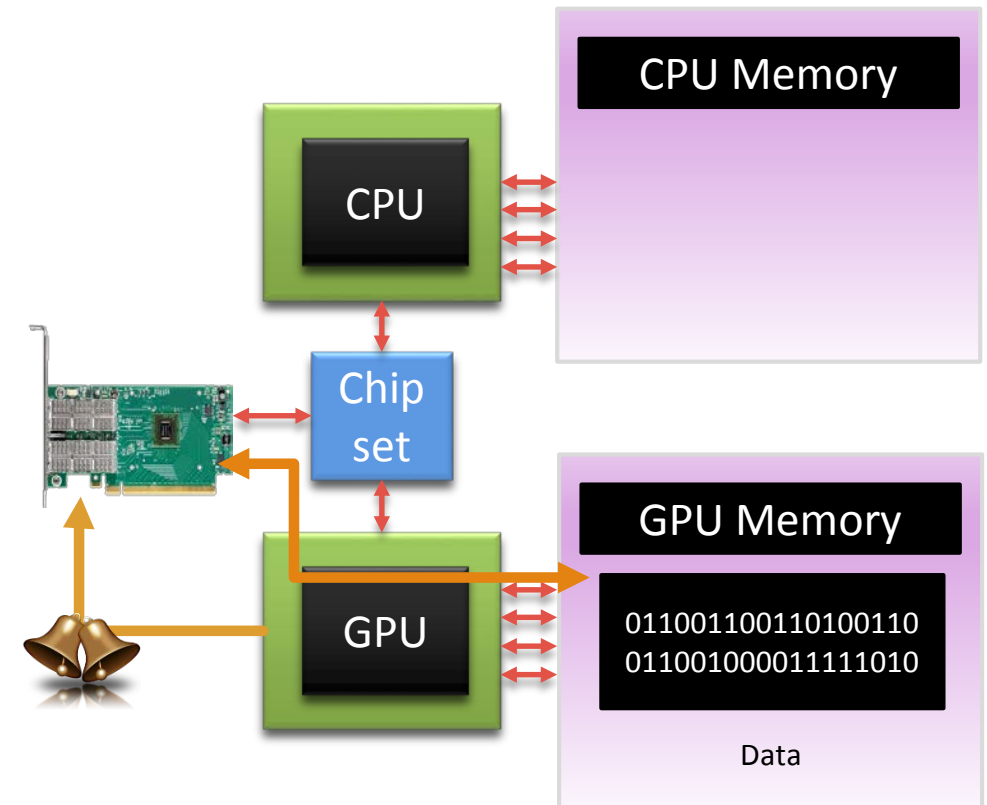 CPU Memory
CPU
Chip
set
GPU Memory
GPU
011001100110100110
011001000011111010
Data